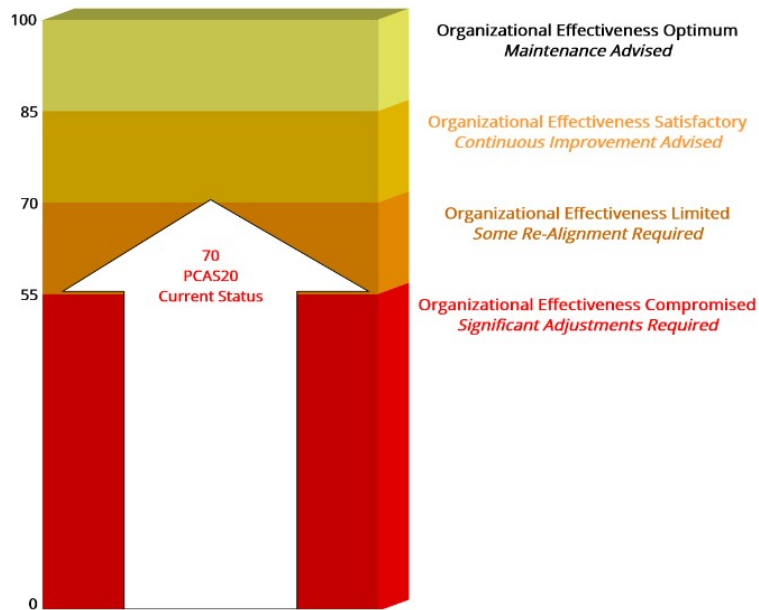 100
Organizational Effectiveness Optimum
Maintenance Advised
85
Organizational Effectiveness Satisfactory
Continuous Improvement Advised
70
Organizational Effectiveness Limited
Some Re-Alignment Required
70
PCAS20
Current Status
55
Organizational Effectiveness Compromised
Significant Adjustments Required
0